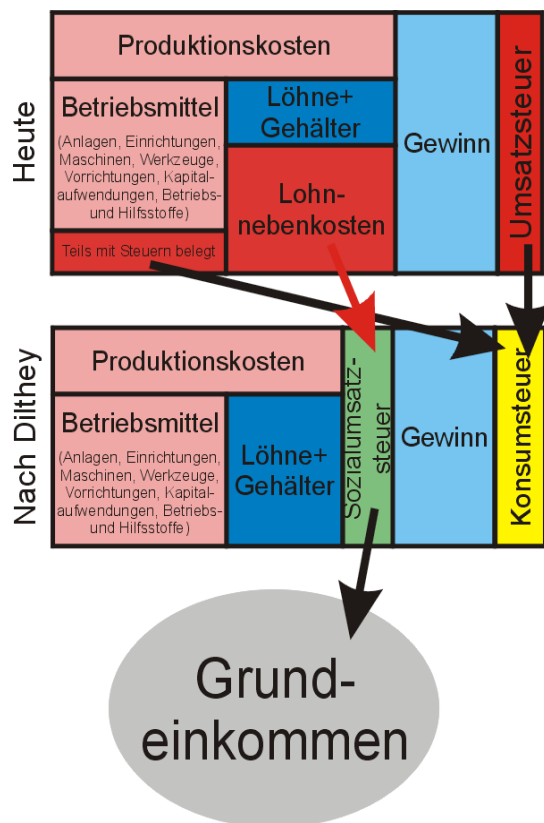 Heute
Produktionskosten
Betriebsmittel
(Anlagen, Einrichtungen,
Maschinen, Werkzeuge,
Vorrichtungen, Kapital-
aufwendungen, Betriebs-
und Hilfsstoffe)
Teils mit Steuern belegt
Löhne+
Gehälter
Lohn-
nebenkosten
Gewinn
Umsatzsteuer
Nach Dilthey
Produktionskosten
Betriebsmittel
(Anlagen, Einrichtungen,
Maschinen, Werkzeuge,
Vorrichtungen, Kapital-
aufwendungen, Betriebs-
und Hilfsstoffe)
Löhne+
Gehälter
Sozialumsatz-
steuer
Gewinn
Konsumsteuer
Grund-
einkommen